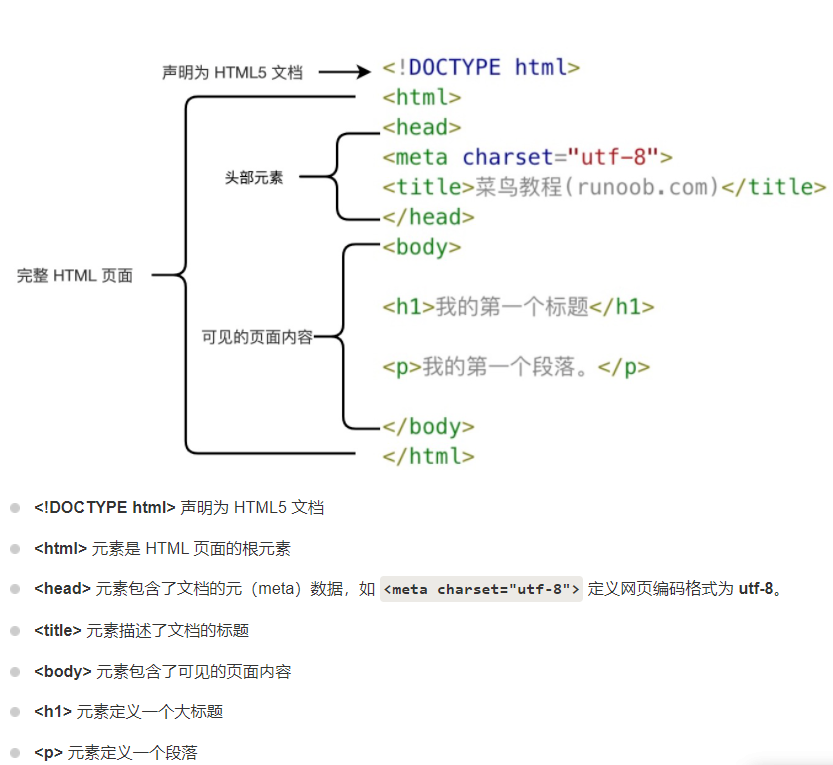 声明为 HTML5 文档
<!DOCTYPE html>
<html>
<head>
头部元素
<meta charset="utf-8">
<title>菜鸟教程(runoob.com)</title>
</head>
<body>
完整 HTML 页面
<h1>我的第一个标题</h1>
可见的页面内容
<p>我的第一个段落。</p>
</body>
</html>
<!DOCTYPE html> 声明为 HTML5 文档
<html> 元素是 HTML 页面的根元素
<head> 元素包含了文档的元（meta）数据，如 <meta charset="utf-8"> 定义网页编码格式为 utf-8。
<title> 元素描述了文档的标题
<body> 元素包含了可见的页面内容
<h1> 元素定义一个大标题
<p> 元素定义一个段落